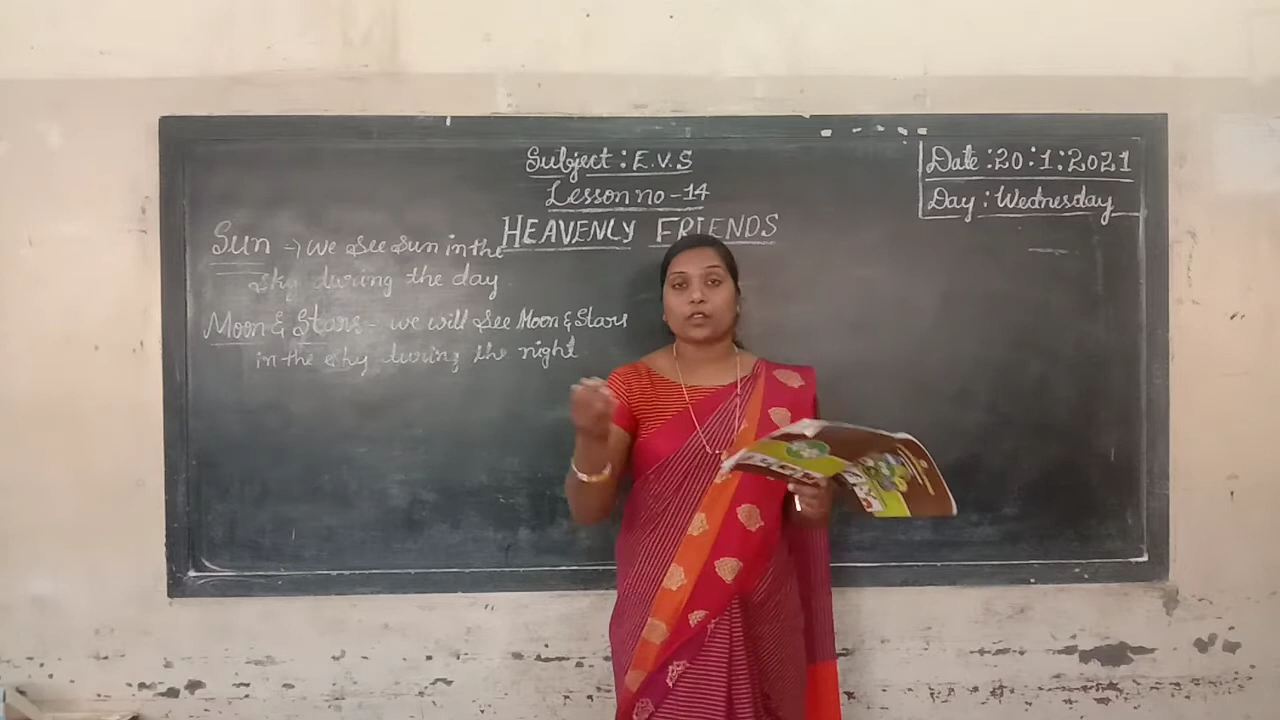 Subject : E.V.S
Lesson no - 14
HEAVENLY FRIENDS
Date : 20 : 1 : 2021
Day : Wednesday
Sun → we see sun in the
sky during the day
Moon & Stars - we will see Moon & Stars
in the sky during the night